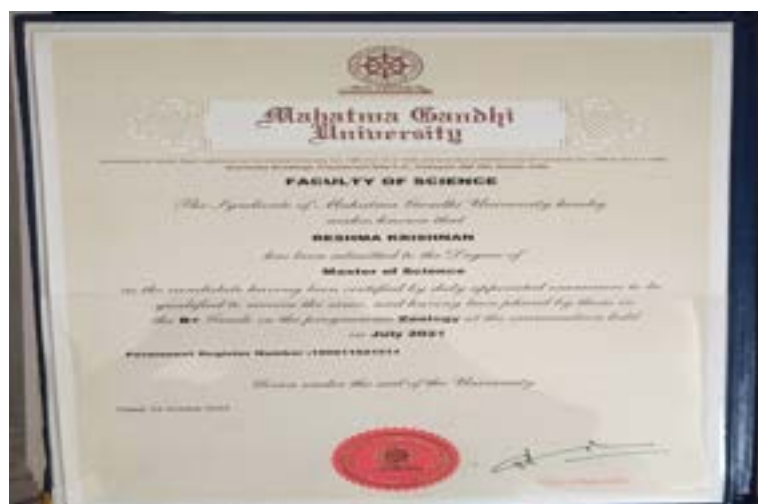 Mahatma Gandhi
University
FACULTY OF SCIENCE
The Syndicate of Mahatma Gandhi University hereby
makes known that
RESHMA KRISHNAN
has been admitted to the Degree of
Master of Science
as the candidate having been certified by duly appointed examiners to be
qualified to receive the same and having been placed by them in
the B+ Grade in the programme Zoology at the examination held
in July 2021
Permanent Register Number
Given under the seal of the University